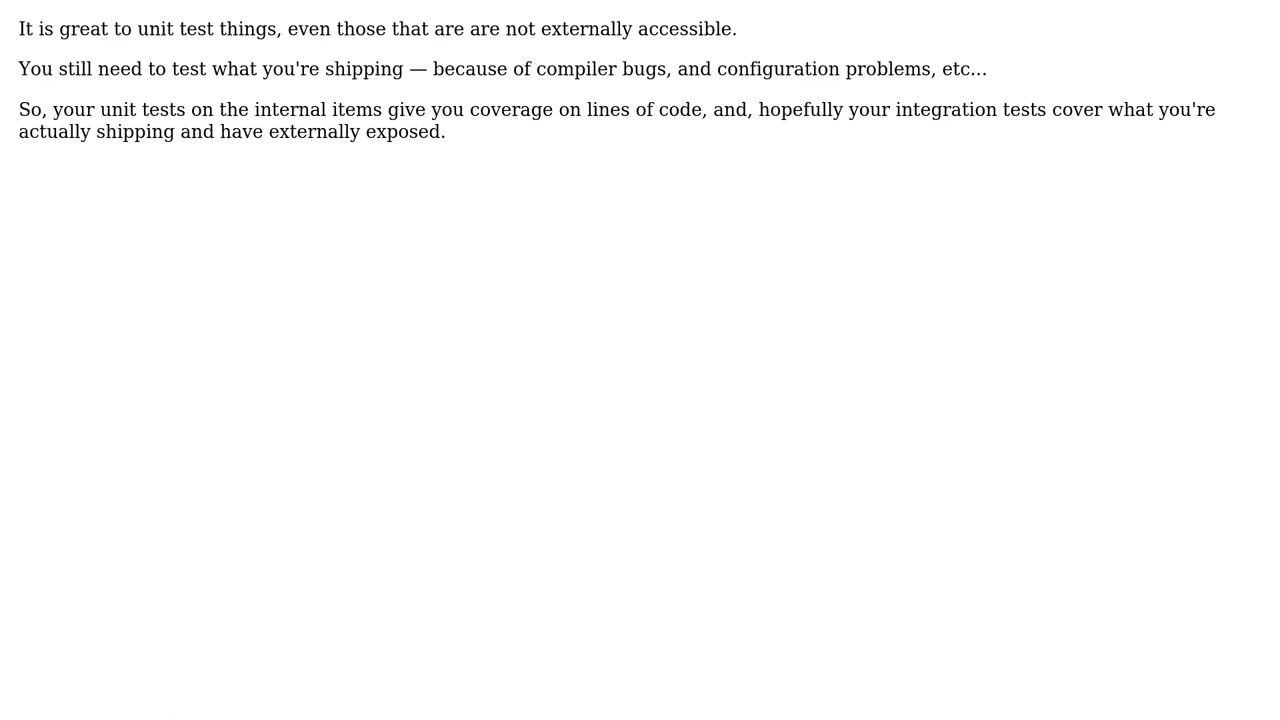 It is great to unit test things, even those that are are not externally accessible.
You still need to test what you're shipping — because of compiler bugs, and configuration problems, etc...
So, your unit tests on the internal items give you coverage on lines of code, and, hopefully your integration tests cover what you're
actually shipping and have externally exposed.